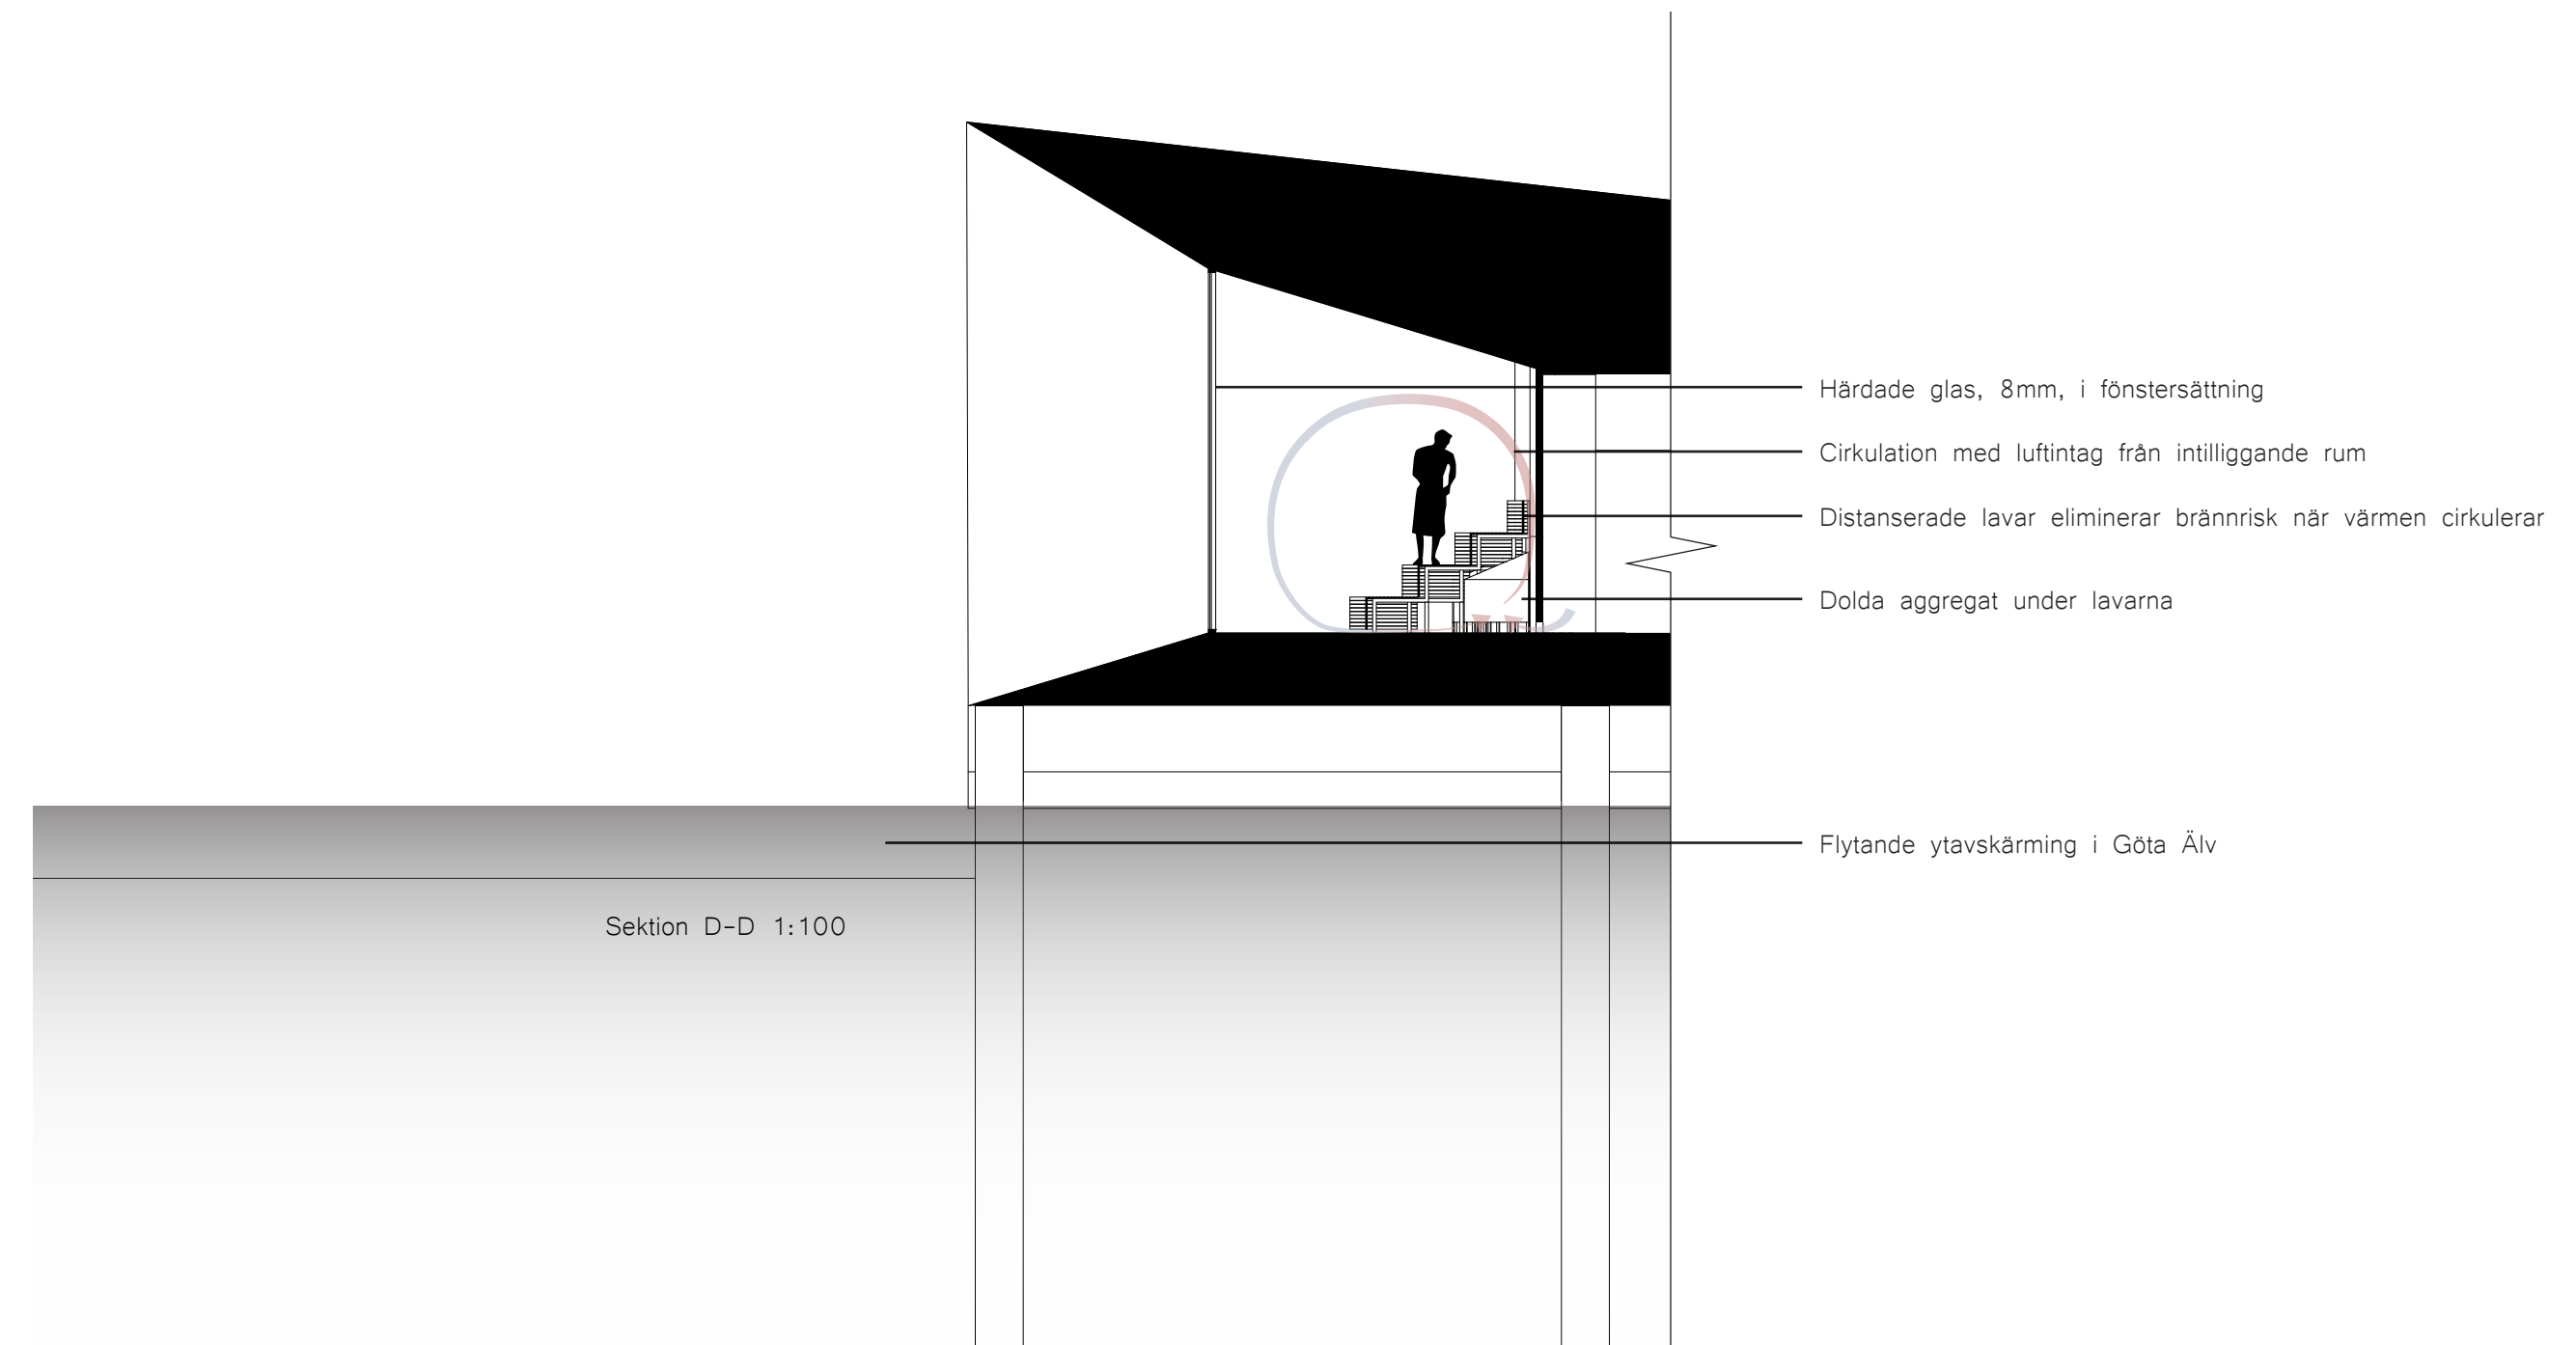 Härdade glas, 8mm, i fönstersättning
Cirkulation med luftintag från intilliggande rum
Distanserade lavar eliminerar brännrisk när värmen cirkulerar
Dolda aggregat under lavarna
Flytande ytavskärming i Göta Älv
Sektion D-D 1:100